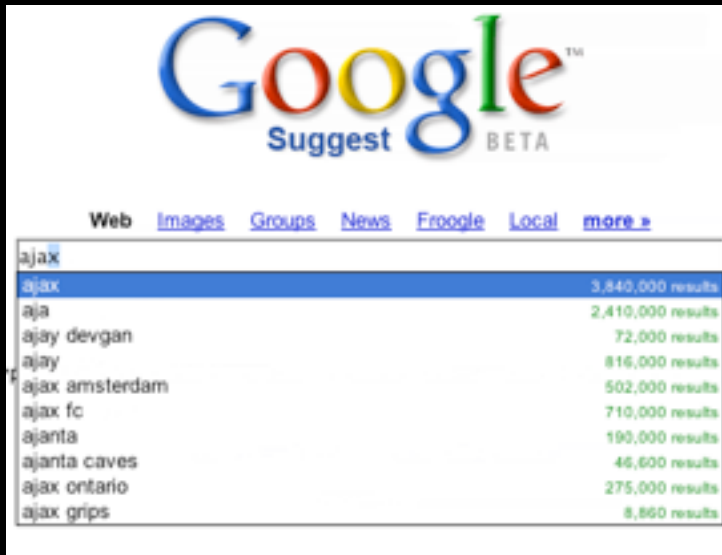 Google™
Suggest BETA
Web Images Groups News Froogle Local more »
ajax
ajax 3,840,000 results
aja 2,410,000 results
ajay devgan 72,000 results
ajay 816,000 results
ajax amsterdam 502,000 results
ajax fc 710,000 results
ajanta 190,000 results
ajanta caves 46,600 results
ajax ontario 275,000 results
ajax grips 8,860 results